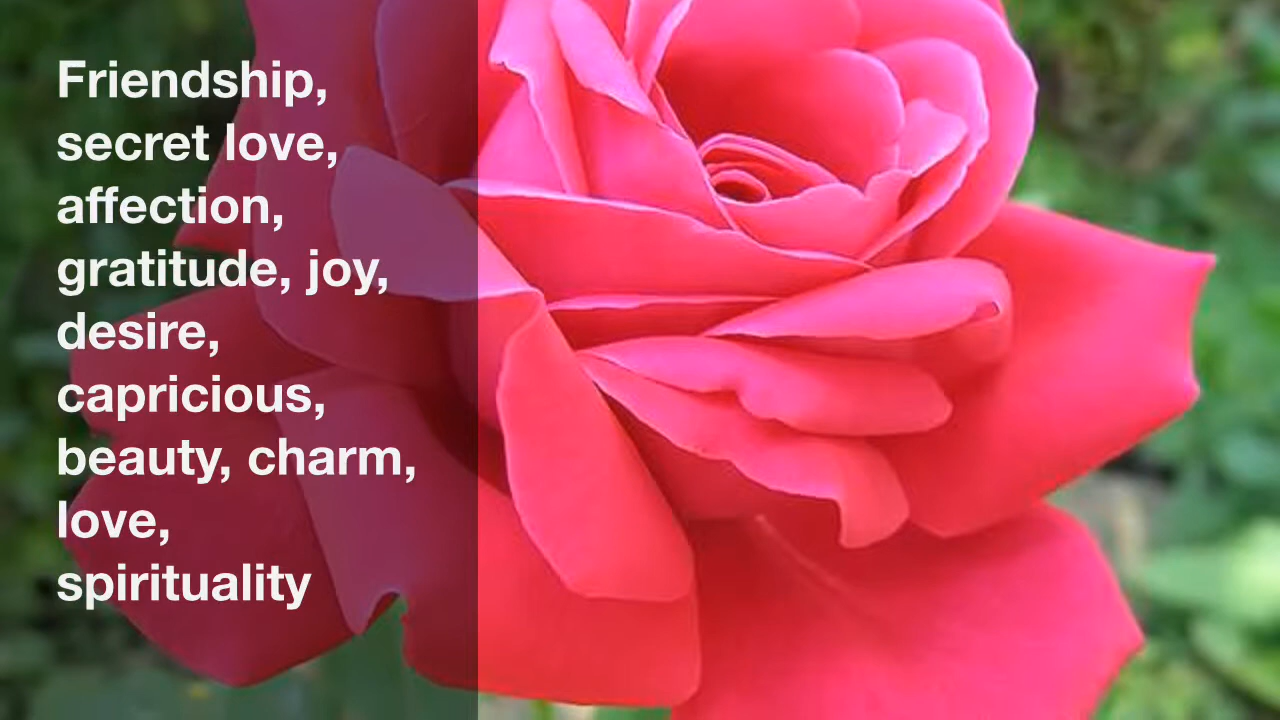 Friendship,
secret love,
affection,
gratitude, joy,
desire,
capricious,
beauty, charm,
love,
spirituality